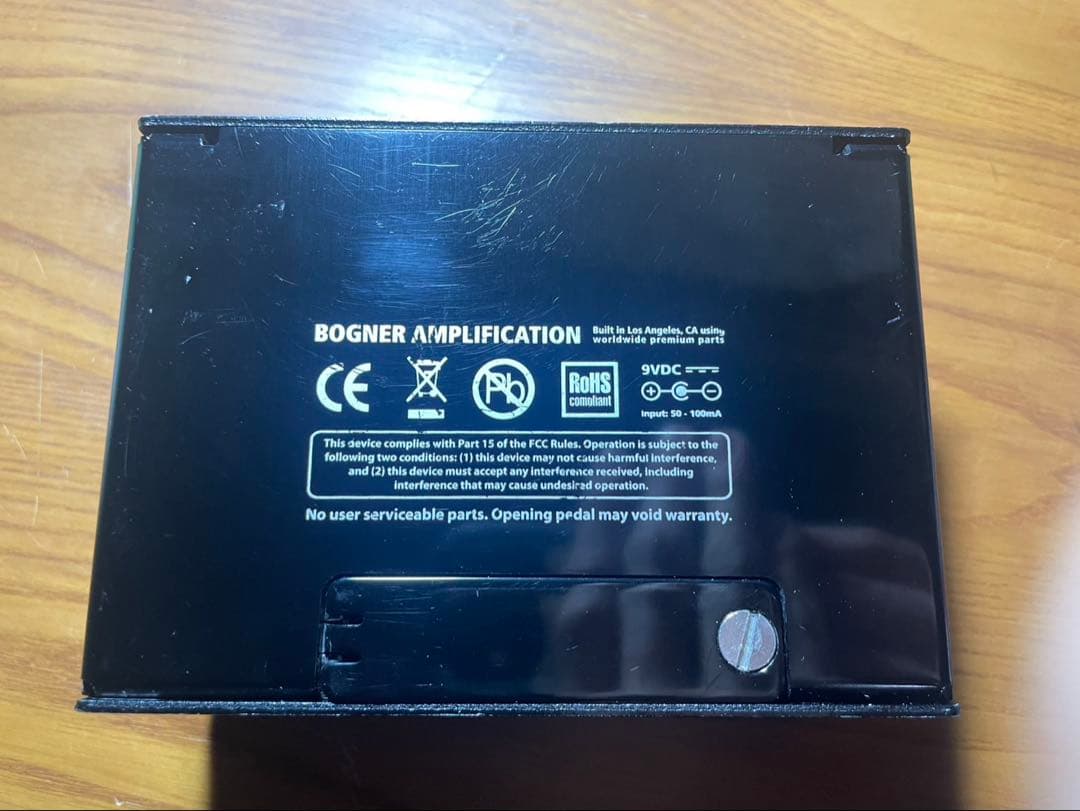 BOGNER AMPLIFICATION Built in Los Angeles, CA using
worldwide premium parts
CE Pb RoHS
compliant
9VDC
+ −
Input: 50 - 100mA
This device complies with Part 15 of the FCC Rules. Operation is subject to the
following two conditions: (1) this device may not cause harmful interference,
and (2) this device must accept any interference received, including
interference that may cause undesired operation.
No user serviceable parts. Opening pedal may void warranty.